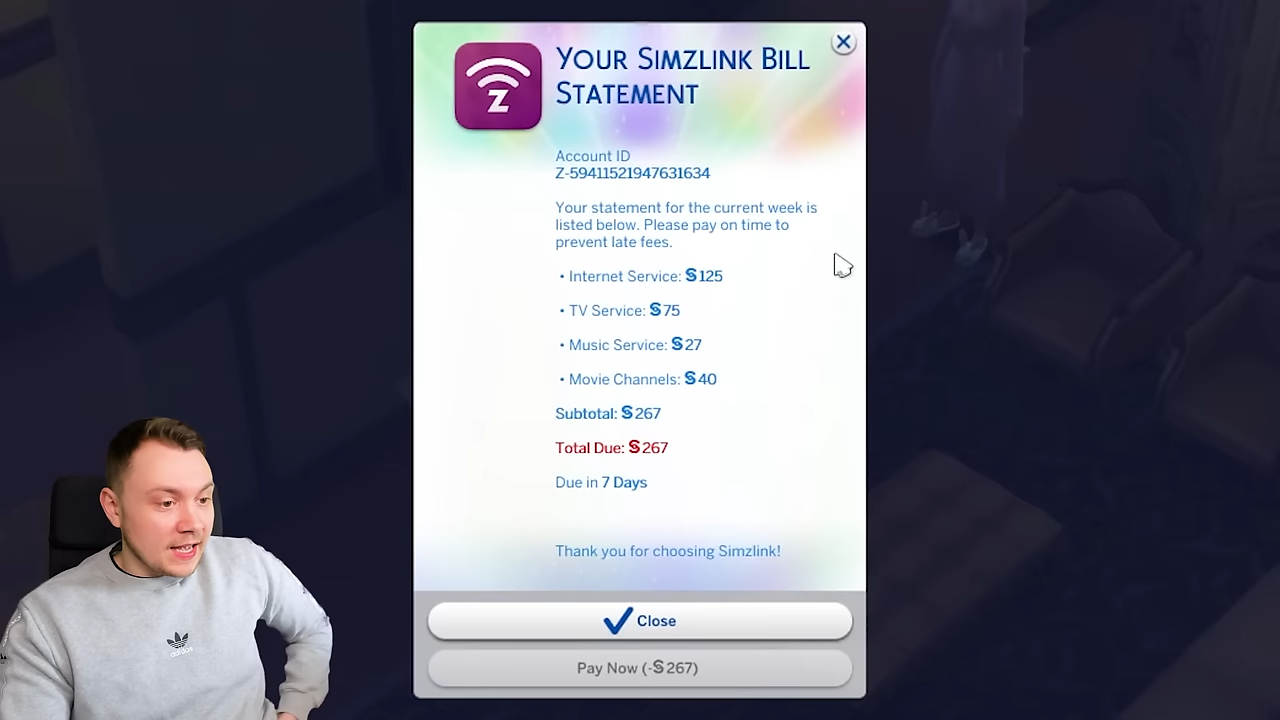 YOUR SIMZLINK BILL
STATEMENT
Z
Account ID
Z-59411521947631634
Your statement for the current week is
listed below. Please pay on time to
prevent late fees.
• Internet Service: §125
• TV Service: §75
• Music Service: §27
• Movie Channels: §40
Subtotal: §267
Total Due: §267
Due in 7 Days
Thank you for choosing Simzlink!
Close
Pay Now (-§267)
adidas